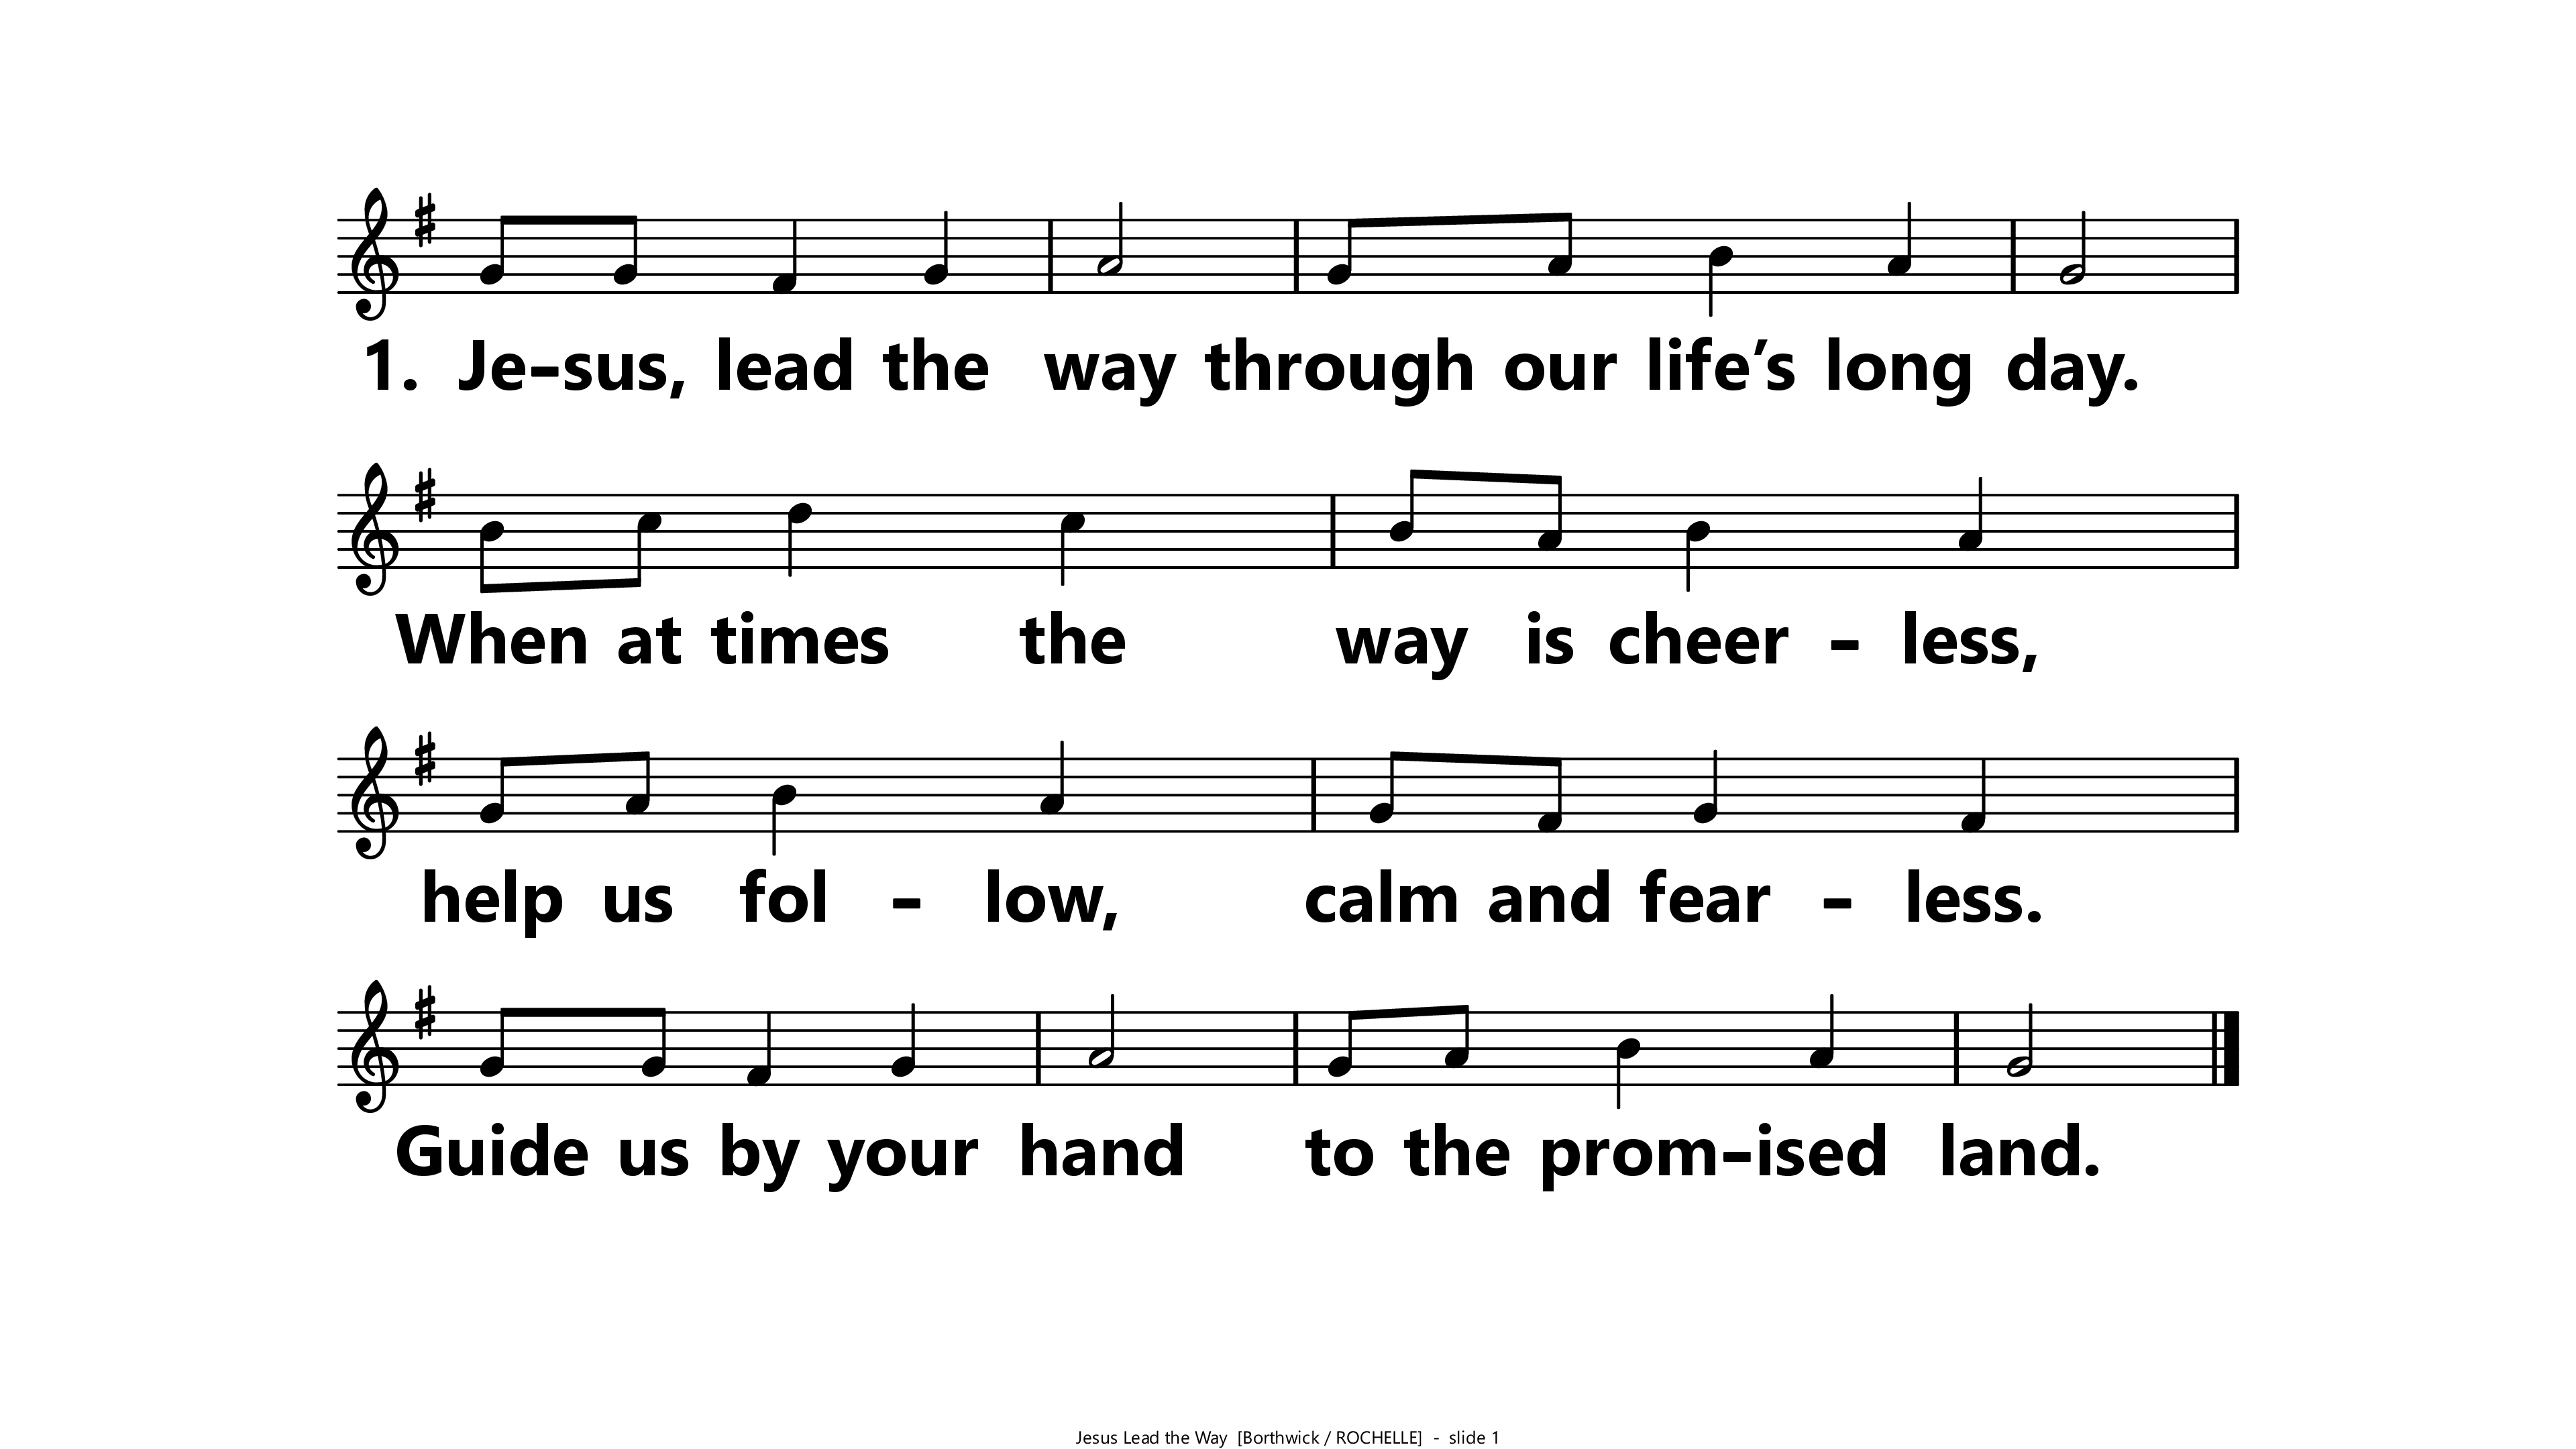 1. Je-sus, lead the way through our life’s long day.
When at times the way is cheer - less,
help us fol - low, calm and fear - less.
Guide us by your hand to the prom-ised land.
Jesus Lead the Way [Borthwick / ROCHELLE] - slide 1